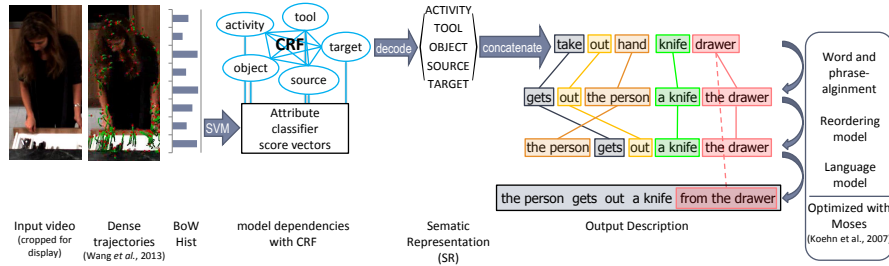 activity
tool
CRF
target
object
source
Attribute
classifier
score vectors
SVM
decode
ACTIVITY
TOOL
OBJECT
SOURCE
TARGET
concatenate
take out hand knife drawer
gets out the person a knife the drawer
the person gets out a knife the drawer
the person gets out a knife from the drawer
Word and
phrase-
alginment
Reordering
model
Language
model
Optimized with
Moses
(Koehn et al., 2007)
Input video
(cropped for
display)
Dense
trajectories
(Wang et al., 2013)
BoW
Hist
model dependencies
with CRF
Sematic
Representation
(SR)
Output Description